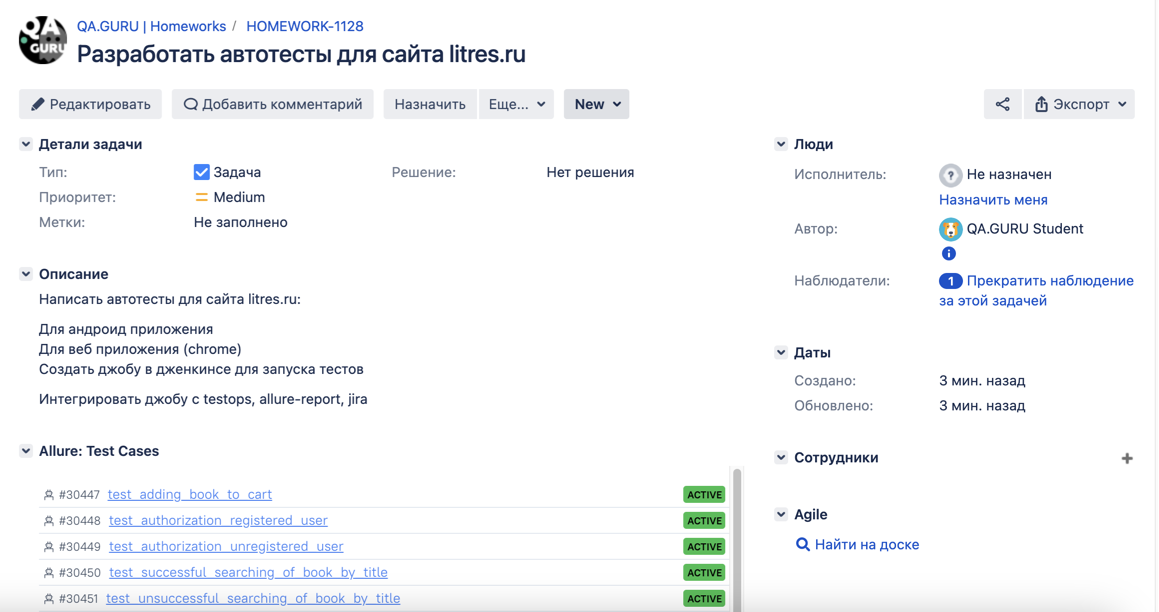 QA GURU
QA.GURU | Homeworks / HOMEWORK-1128
Разработать автотесты для сайта litres.ru
Редактировать Добавить комментарий Назначить Еще... New Экспорт
Детали задачи
Тип: Задача Решение: Нет решения
Приоритет: Medium
Метки: Не заполнено
Описание
Написать автотесты для сайта litres.ru:
Для андроид приложения
Для веб приложения (chrome)
Создать джобу в дженкинсе для запуска тестов
Интегрировать джобу с testops, allure-report, jira
Allure: Test Cases
#30447 test_adding_book_to_cart ACTIVE
#30448 test_authorization_registered_user ACTIVE
#30449 test_authorization_unregistered_user ACTIVE
#30450 test_successful_searching_of_book_by_title ACTIVE
#30451 test_unsuccessful_searching_of_book_by_title ACTIVE
Люди
Исполнитель: Не назначен
Назначить меня
Автор: QA.GURU Student
Наблюдатели: 1 Прекратить наблюдение
за этой задачей
Даты
Создано: 3 мин. назад
Обновлено: 3 мин. назад
Сотрудники
Agile
Найти на доске